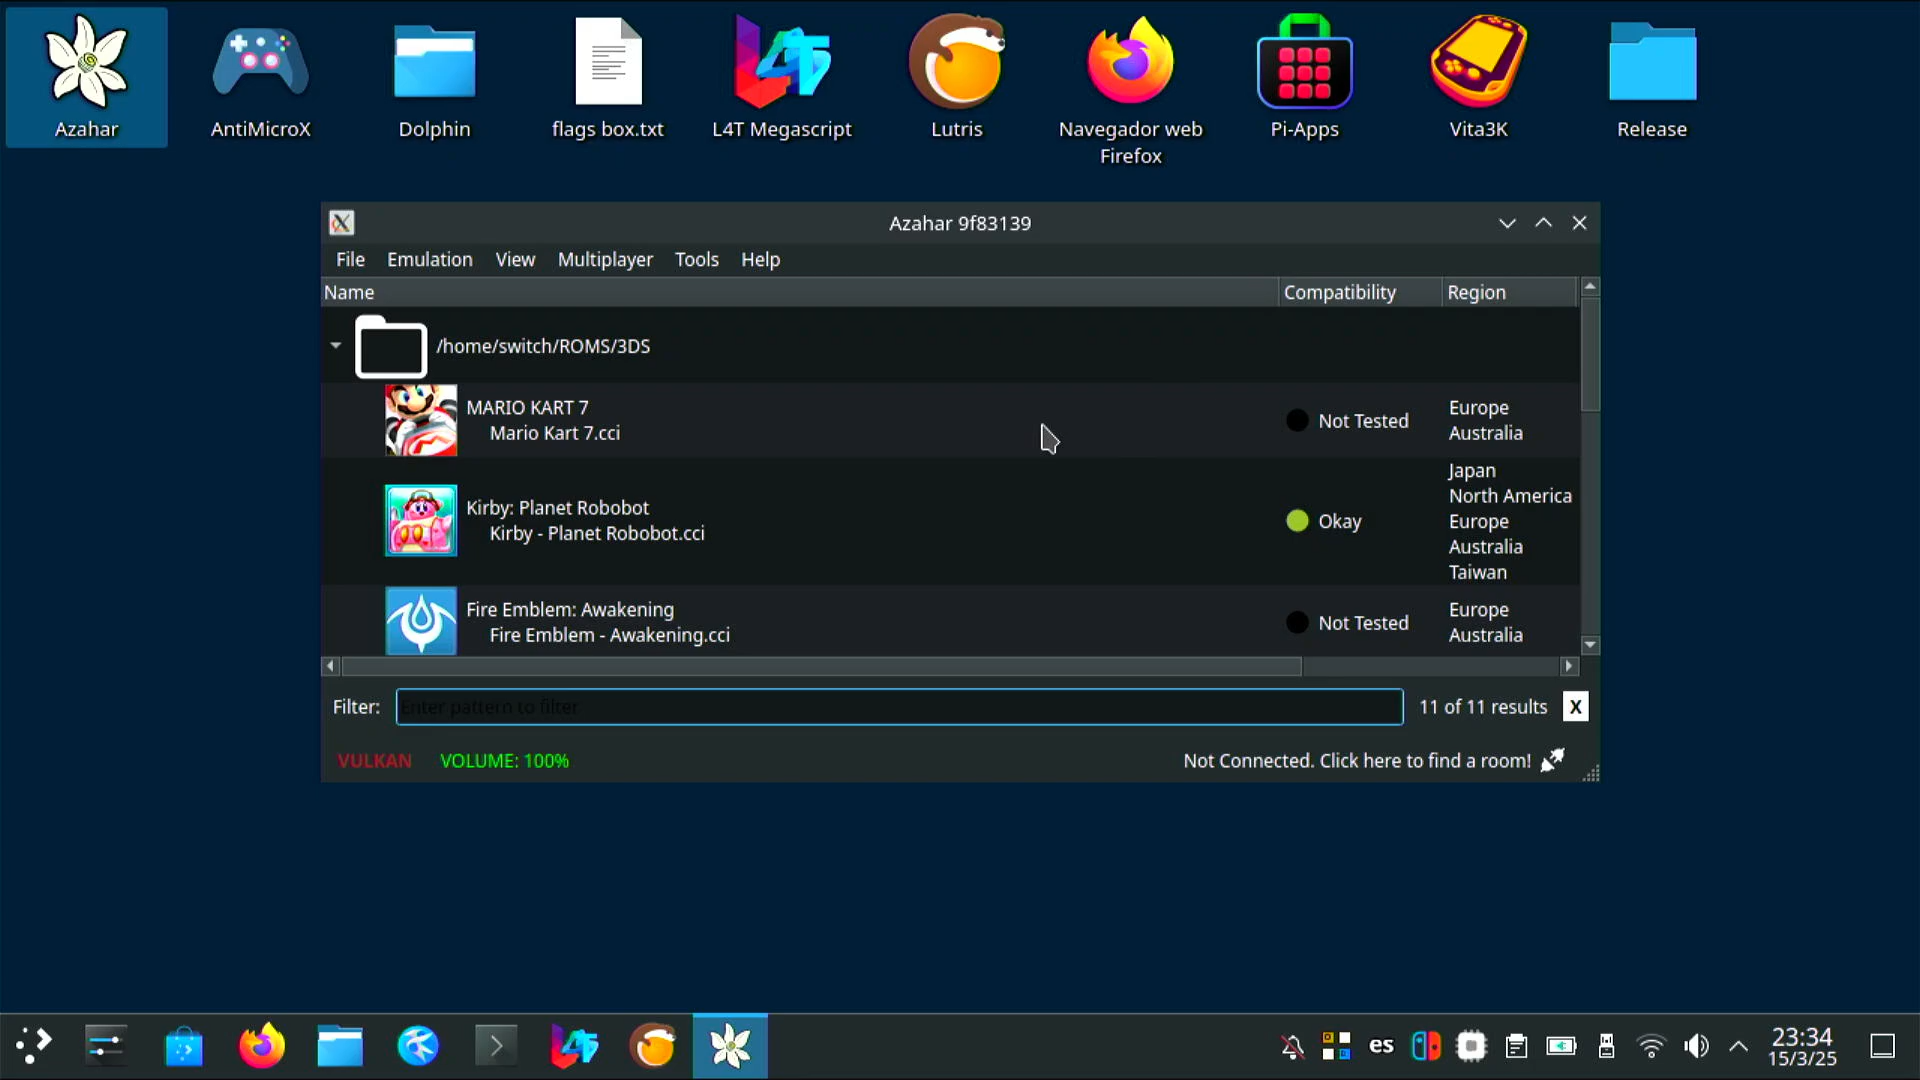 Azahar
AntiMicroX
Dolphin
flags box.txt
L4T Megascript
Lutris
Navegador web
Firefox
Pi-Apps
Vita3K
Release
Azahar 9f83139
File Emulation View Multiplayer Tools Help
Name Compatibility Region
/home/switch/ROMS/3DS
MARIO KART 7
Mario Kart 7.cci
Not Tested
Europe
Australia
Kirby: Planet Robobot
Kirby - Planet Robobot.cci
Okay
Japan
North America
Europe
Australia
Taiwan
Fire Emblem: Awakening
Fire Emblem - Awakening.cci
Not Tested
Europe
Australia
Filter: Enter pattern to filter 11 of 11 results X
VULKAN VOLUME: 100% Not Connected. Click here to find a room!
es
23:34
15/3/25